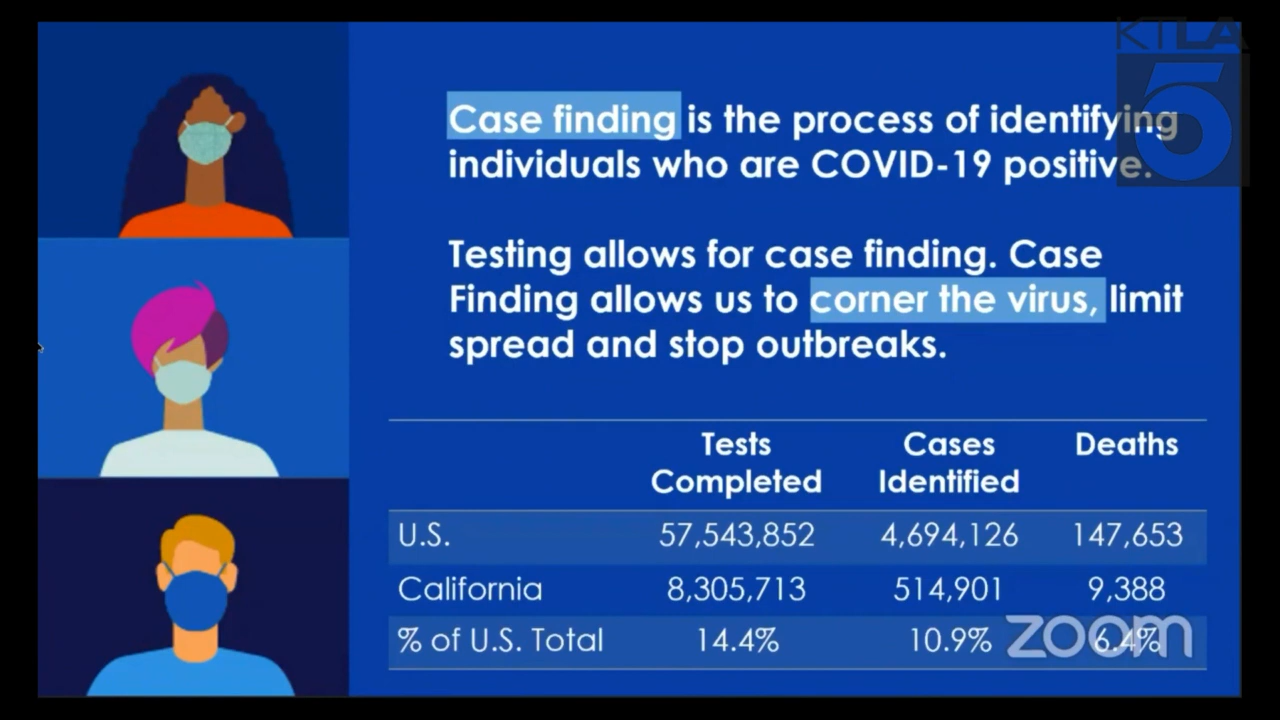 KTLA
5
Case finding is the process of identifying
individuals who are COVID-19 positive.
Testing allows for case finding. Case
Finding allows us to corner the virus, limit
spread and stop outbreaks.
Tests Cases Deaths
Completed Identified
U.S. 57,543,852 4,694,126 147,653
California 8,305,713 514,901 9,388
% of U.S. Total 14.4% 10.9% 6.4%
zoom